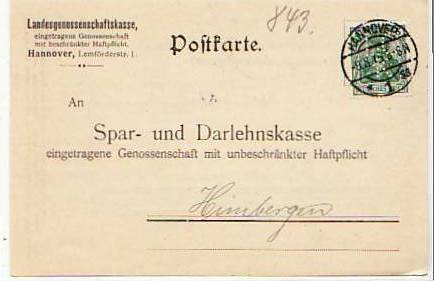 Landesgenossenschaftskasse,
eingetragene Genossenschaft
mit beschränkter Haftpflicht.
Hannover, Lemförderstr. 1.
843.
Postkarte.
HANNOVER
An
Spar- und Darlehnskasse
eingetragene Genossenschaft mit unbeschränkter Haftpflicht
Himbergen